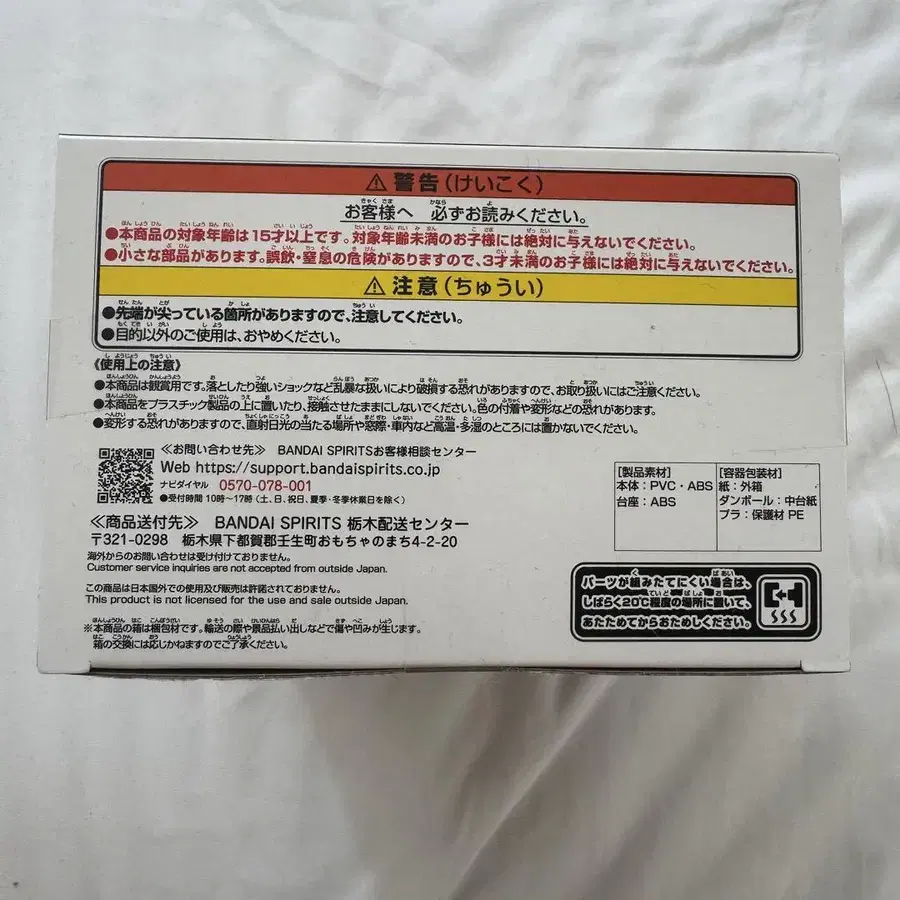 ⚠警告(けいこく)
お客様へ 必ずお読みください。
●本商品の対象年齢は15才以上です。対象年齢未満のお子様には絶対に与えないでください。
●小さな部品があります。誤飲・窒息の危険がありますので、3才未満のお子様には絶対に与えないでください。
⚠注意(ちゅうい)
●先端が尖っている箇所がありますので、注意してください。
●目的以外のご使用は、おやめください。
《使用上の注意》
●本商品は観賞用です。落としたり強いショックなど乱暴な扱いにより破損する恐れがありますので、お取り扱いにはご注意ください。
●本商品をプラスチック製品の上に置いたり、接触させたままにしないでください。色の付着や変形などの恐れがあります。
●変形する恐れがありますので、直射日光の当たる場所や窓際・車内など高温・多湿のところには置かないでください。
≪お問い合わせ先≫ BANDAI SPIRITSお客様相談センター
Web https://support.bandaispirits.co.jp
ナビダイヤル 0570-078-001
●受付時間 10時〜17時(土、日、祝日、夏季・冬季休業日を除く)
≪商品送付先≫ BANDAI SPIRITS 栃木配送センター
〒321-0298 栃木県下都賀郡壬生町おもちゃのまち4-2-20
海外からのお問い合わせは受け付けておりません。
Customer service inquiries are not accepted from outside Japan.
この商品は日本国外での使用及び販売は許諾されておりません。
This product is not licensed for the use and sale outside Japan.
※本商品の箱は梱包材です。輸送の際や景品払い出しなどで傷や凹みが生じます。
箱の交換には応じかねますのでご了承ください。
[製品素材]
本体:PVC・ABS
台座:ABS
[容器包装材]
紙:外箱
ダンボール:中台紙
プラ:保護材 PE
パーツが組みたてにくい場合は、
しばらく20℃程度の場所に置いて、
あたためてからおためしください。